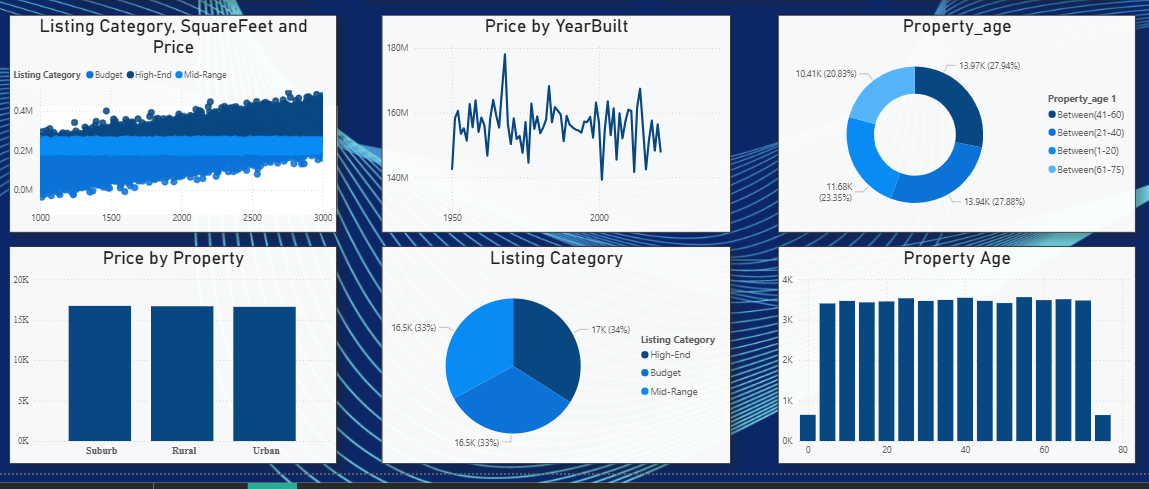 Listing Category, SquareFeet and
Price
Listing Category Budget High-End Mid-Range
0.4M
0.2M
0.0M
1000 1500 2000 2500 3000
Price by YearBuilt
180M
160M
140M
1950 2000
Property_age
10.41K (20.83%)
13.97K (27.94%)
11.68K
(23.35%)
13.94K (27.88%)
Property_age 1
Between(41-60)
Between(21-40)
Between(1-20)
Between(61-75)
Price by Property
20K
15K
10K
5K
0K
Suburb Rural Urban
Listing Category
16.5K (33%)
17K (34%)
16.5K (33%)
Listing Category
High-End
Budget
Mid-Range
Property Age
4K
3K
2K
1K
0K
0 20 40 60 80